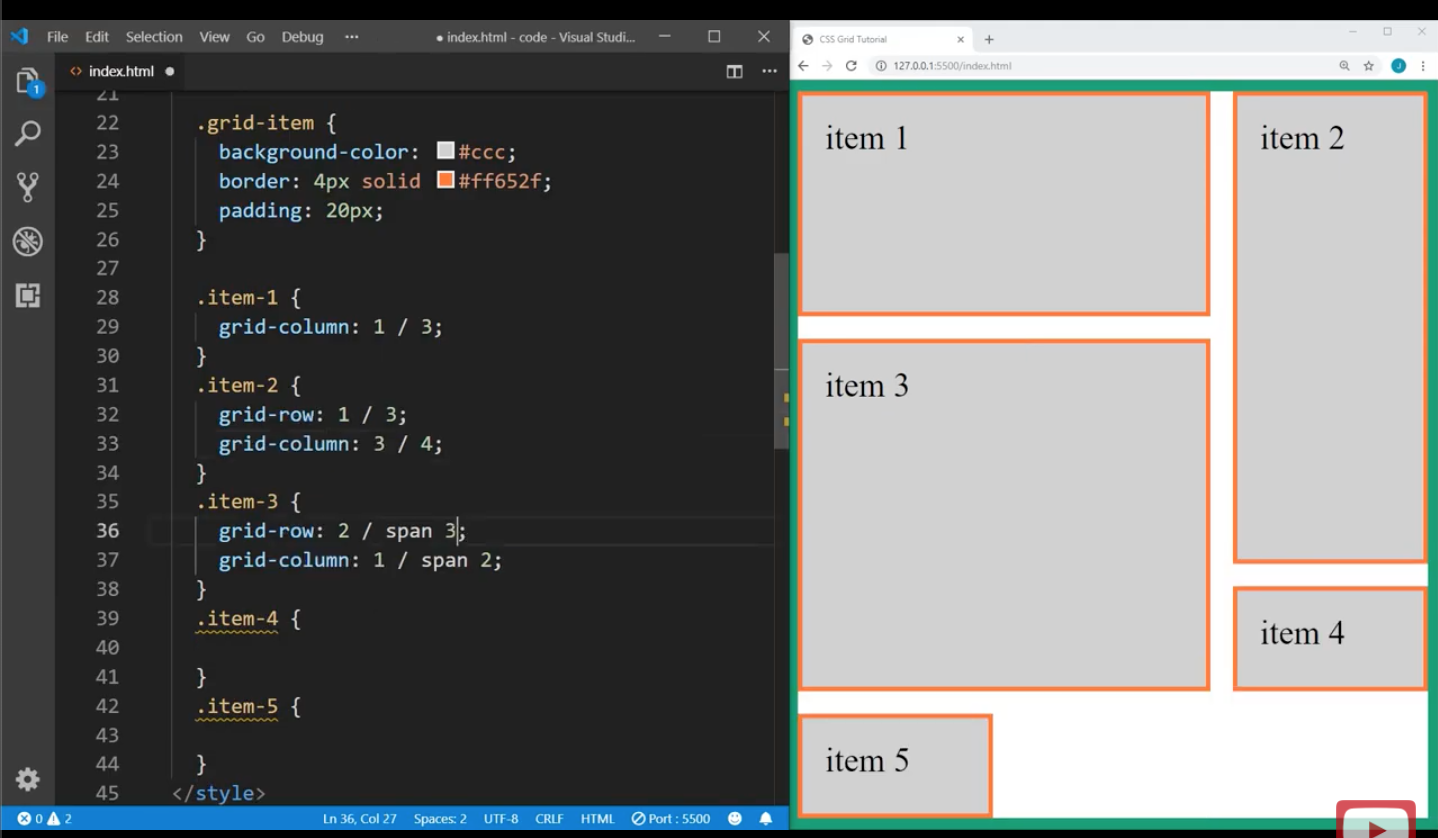 File Edit Selection View Go Debug ··· ● index.html - code - Visual Studi...
index.html ●
CSS Grid Tutorial
127.0.0.1:5500/index.html
J
1
21
22 .grid-item {
23 background-color: #ccc;
24 border: 4px solid #ff652f;
25 padding: 20px;
26 }
27
28 .item-1 {
29 grid-column: 1 / 3;
30 }
31 .item-2 {
32 grid-row: 1 / 3;
33 grid-column: 3 / 4;
34 }
35 .item-3 {
36 grid-row: 2 / span 3;
37 grid-column: 1 / span 2;
38 }
39 .item-4 {
40
41 }
42 .item-5 {
43
44 }
45 </style>
item 1
item 2
item 3
item 4
item 5
0 2 Ln 36, Col 27 Spaces: 2 UTF-8 CRLF HTML Port : 5500